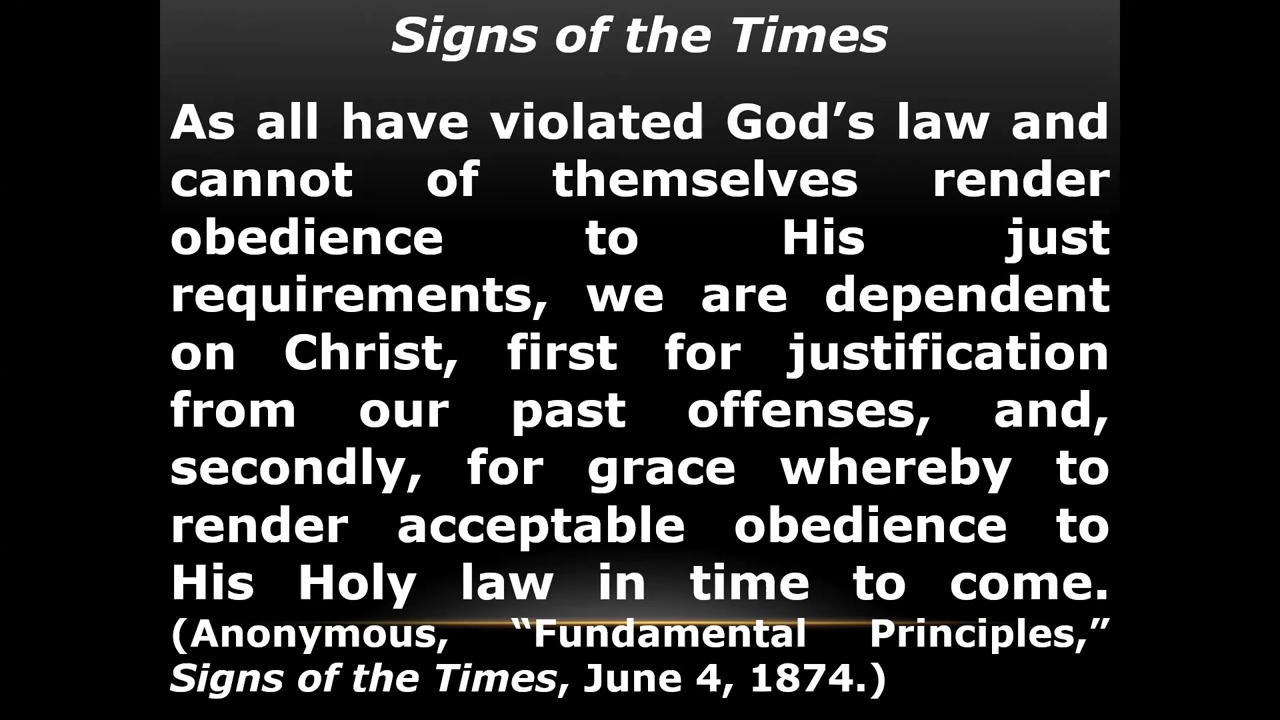 Signs of the Times
As all have violated God’s law and
cannot of themselves render
obedience to His just
requirements, we are dependent
on Christ, first for justification
from our past offenses, and,
secondly, for grace whereby to
render acceptable obedience to
His Holy law in time to come.
(Anonymous, “Fundamental Principles,”
Signs of the Times, June 4, 1874.)